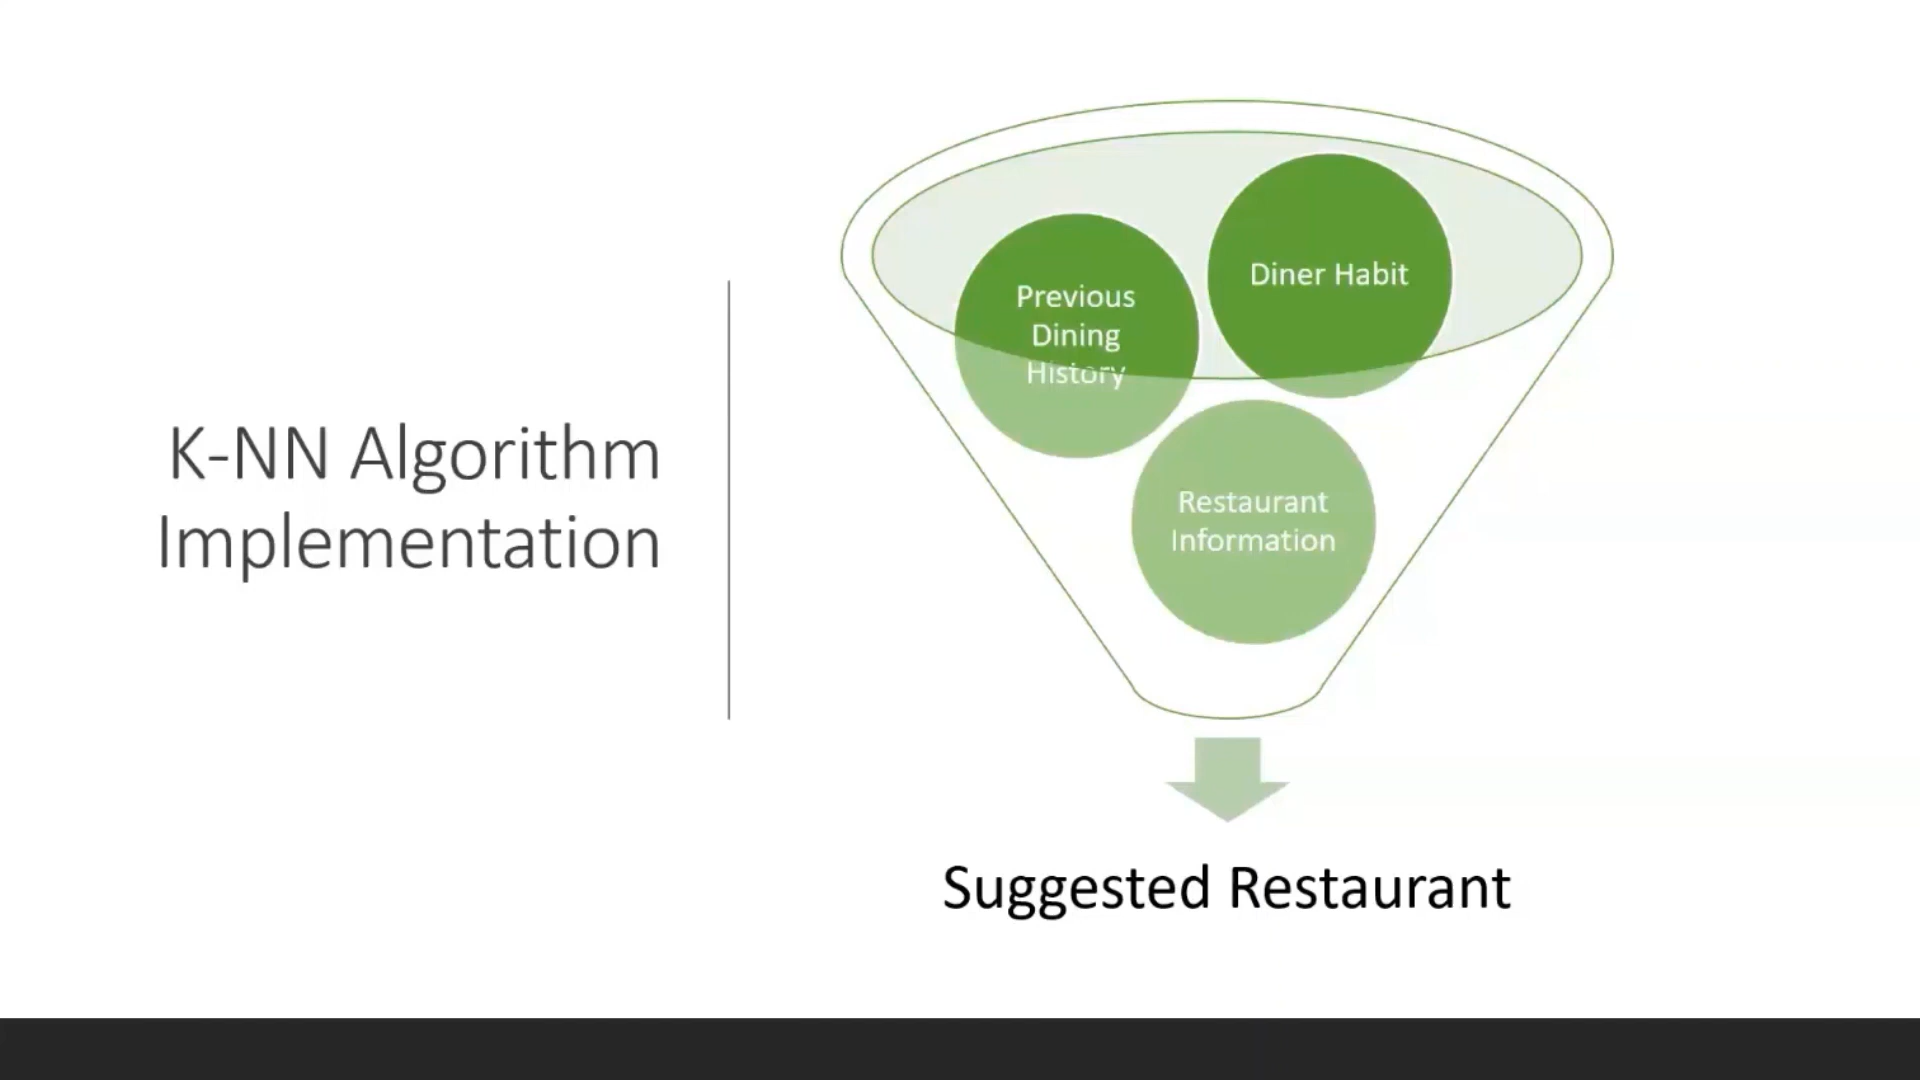 K-NN Algorithm
Implementation
Previous
Dining
History
Diner Habit
Restaurant
Information
Suggested Restaurant